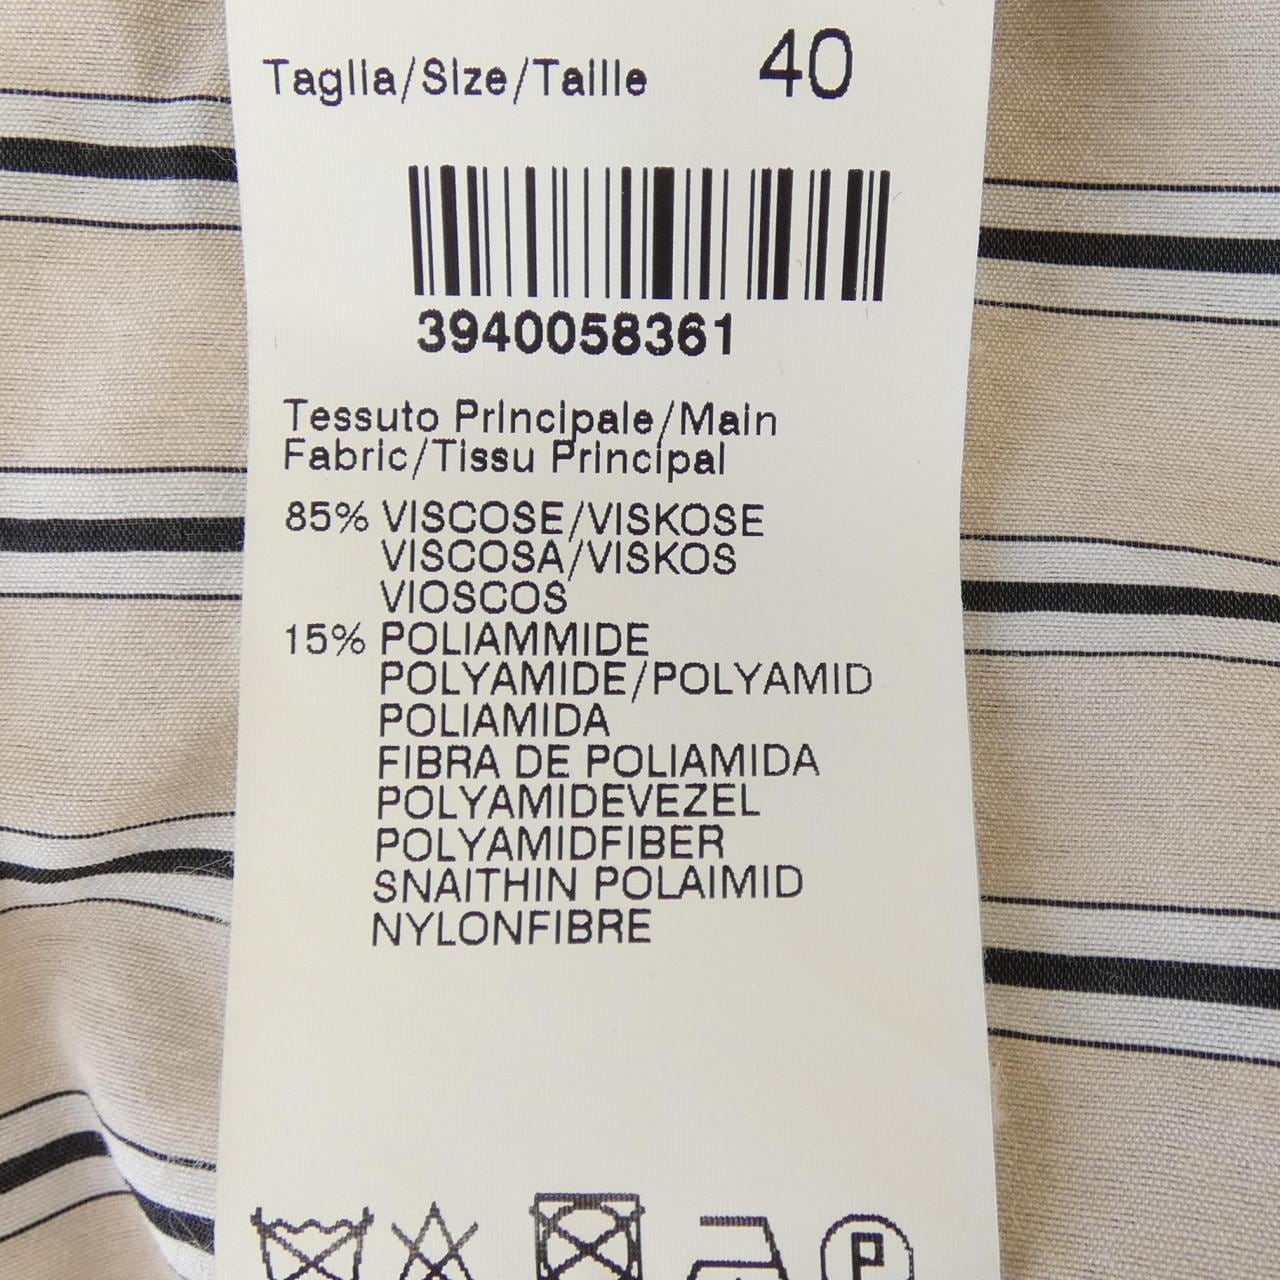 Taglia/Size/Taille 40
3940058361
Tessuto Principale/Main
Fabric/Tissu Principal
85% VISCOSE/VISKOSE
VISCOSA/VISKOS
VIOSCOS
15% POLIAMMIDE
POLYAMIDE/POLYAMID
POLIAMIDA
FIBRA DE POLIAMIDA
POLYAMIDEVEZEL
POLYAMIDFIBER
SNAITHIN POLAIMID
NYLONFIBRE
P